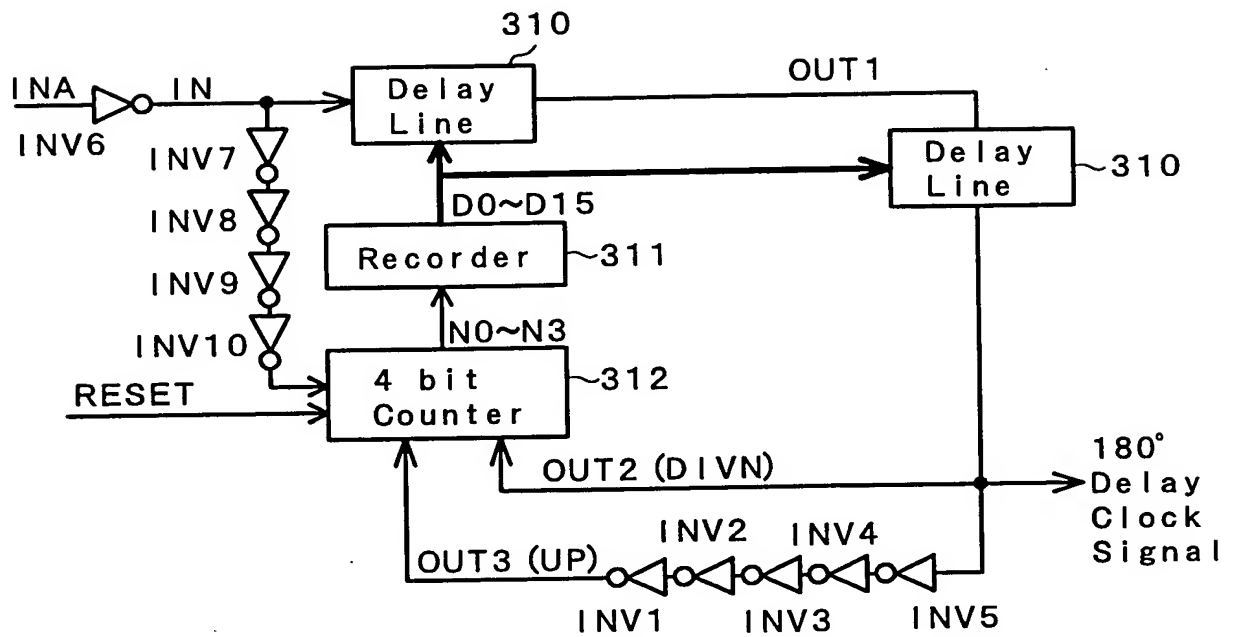 310
INA
IN
Delay
Line
OUT1
INV6
INV7
Delay
Line
310
D0~D15
INV8
Recorder
311
INV9
N0~N3
INV10
4 bit
Counter
312
RESET
OUT2 (DIVN)
180°
Delay
Clock
Signal
INV2
INV4
OUT3 (UP)
INV1
INV3
INV5